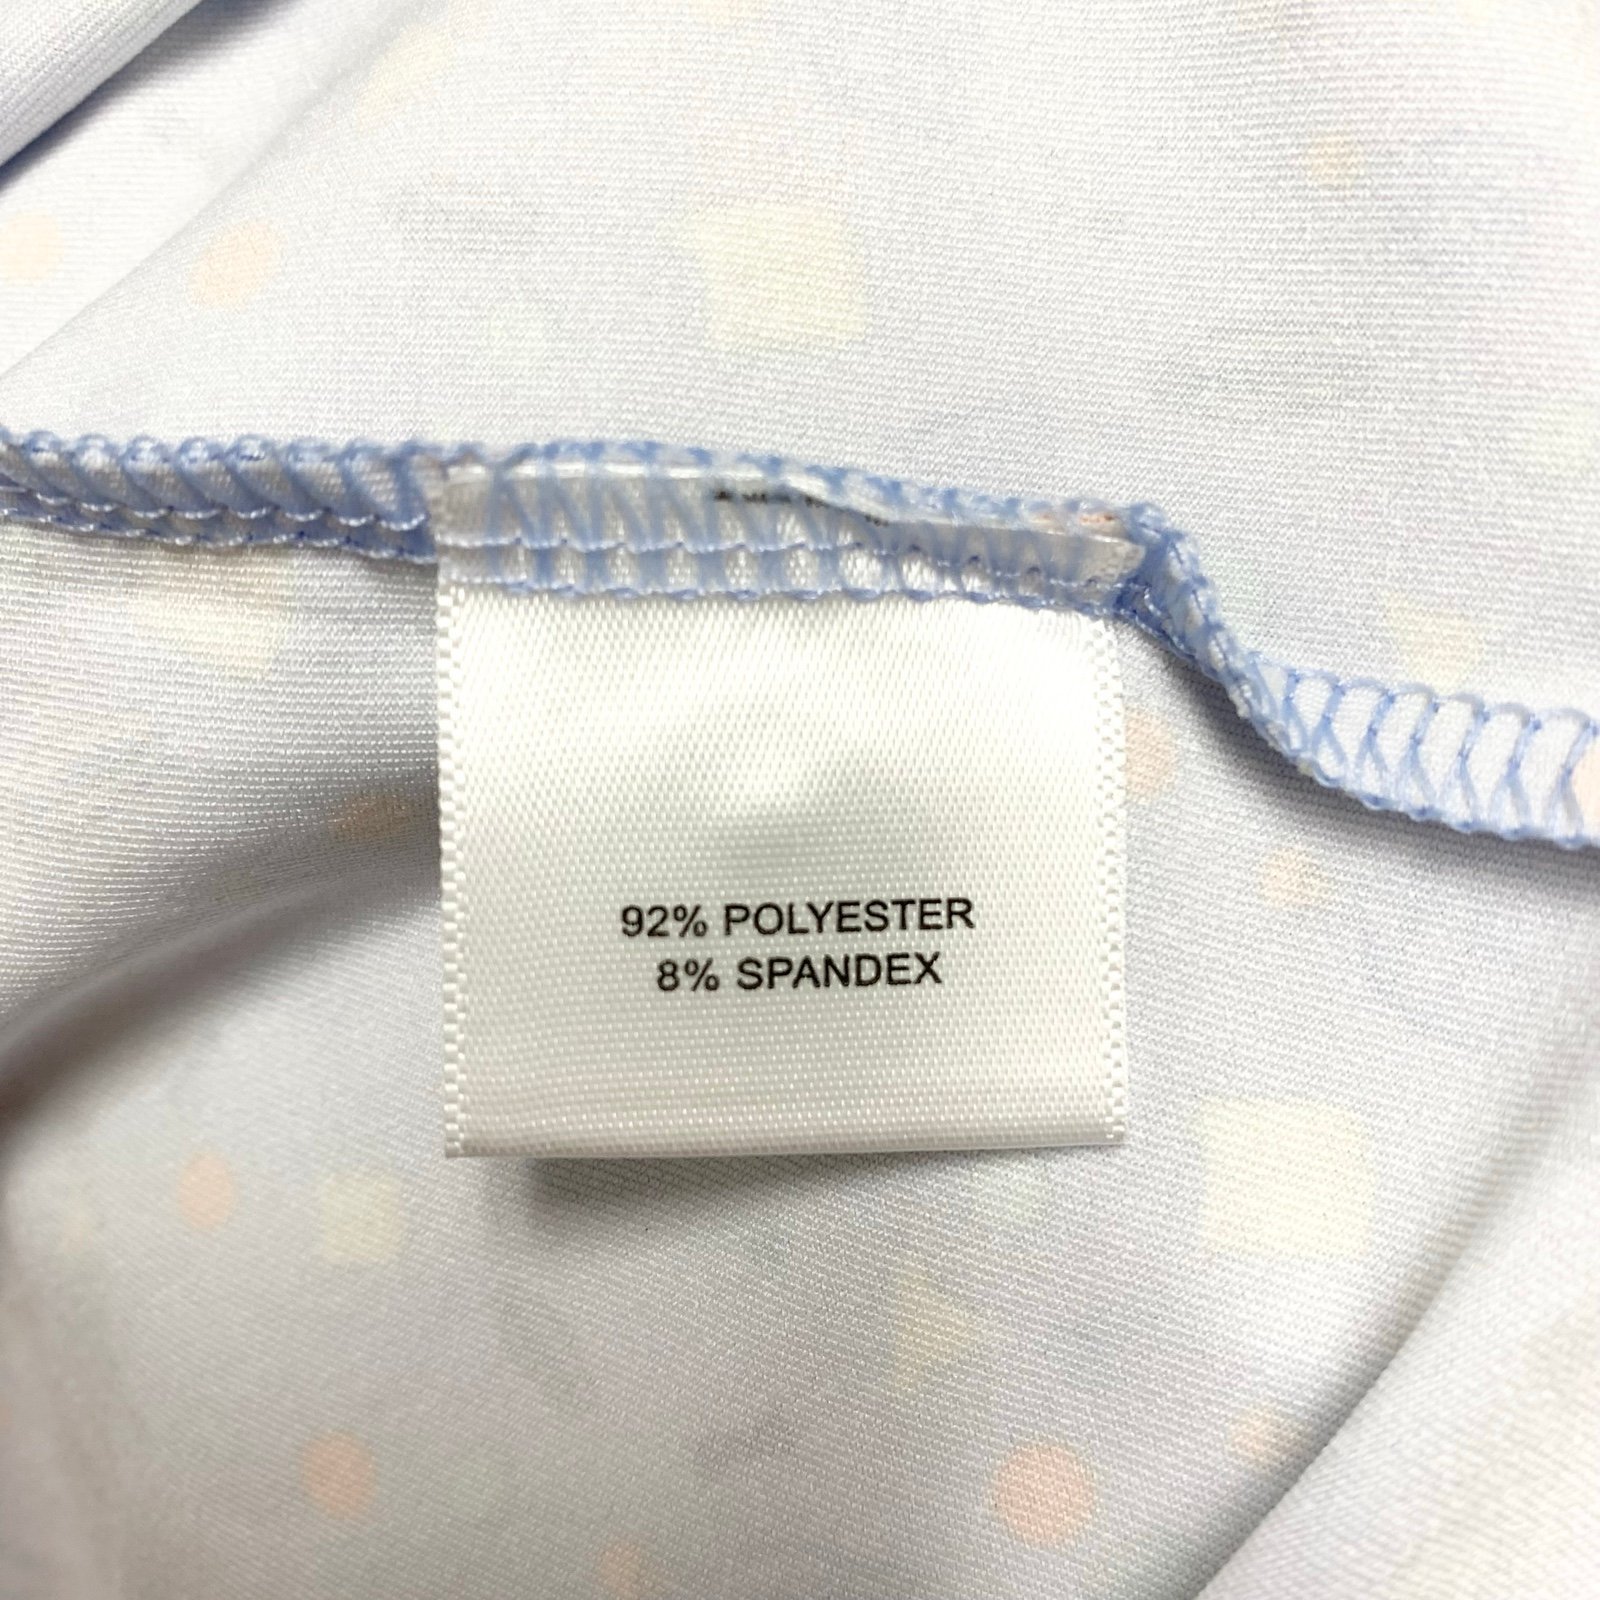 92% POLYESTER
8% SPANDEX